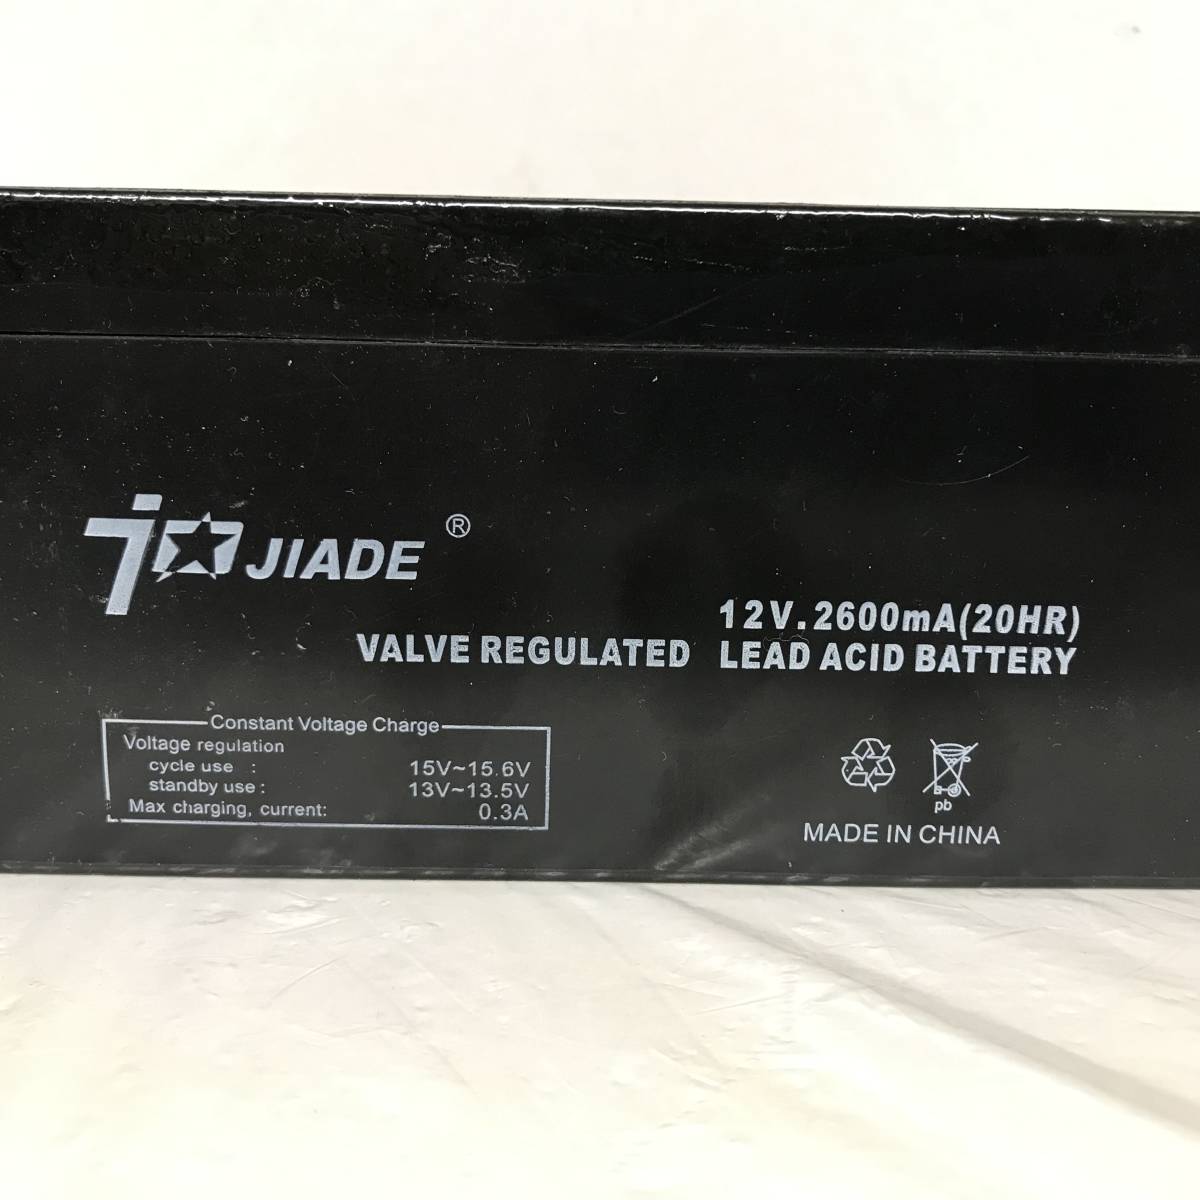 JIADE ®
12V.2600mA(20HR)
VALVE REGULATED LEAD ACID BATTERY
Constant Voltage Charge
Voltage regulation
cycle use : 15V~15.6V
standby use : 13V~13.5V
Max charging, current: 0.3A
pb
MADE IN CHINA